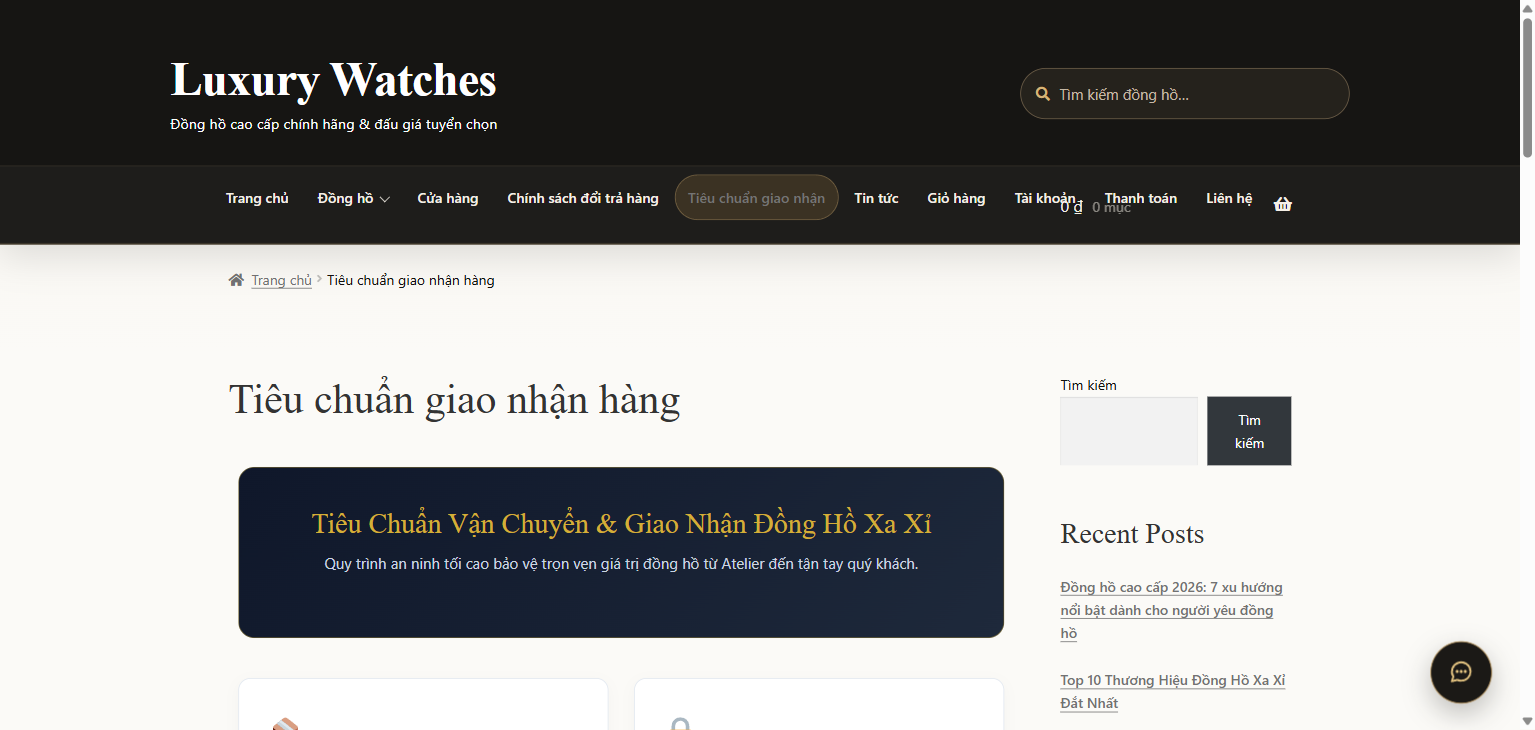 Luxury Watches
Đồng hồ cao cấp chính hãng & đấu giá tuyển chọn
Tìm kiếm đồng hồ...
Trang chủ Đồng hồ Cửa hàng Chính sách đổi trả hàng Tiêu chuẩn giao nhận Tin tức Giỏ hàng Tài khoản Thanh toán Liên hệ
0 ₫ 0 mục
Trang chủ Tiêu chuẩn giao nhận hàng
Tiêu chuẩn giao nhận hàng
Tiêu Chuẩn Vận Chuyển & Giao Nhận Đồng Hồ Xa Xỉ
Quy trình an ninh tối cao bảo vệ trọn vẹn giá trị đồng hồ từ Atelier đến tận tay quý khách.
Tìm kiếm
Tìm
kiếm
Recent Posts
Đồng hồ cao cấp 2026: 7 xu hướng
nổi bật dành cho người yêu đồng
hồ
Top 10 Thương Hiệu Đồng Hồ Xa Xỉ
Đắt Nhất